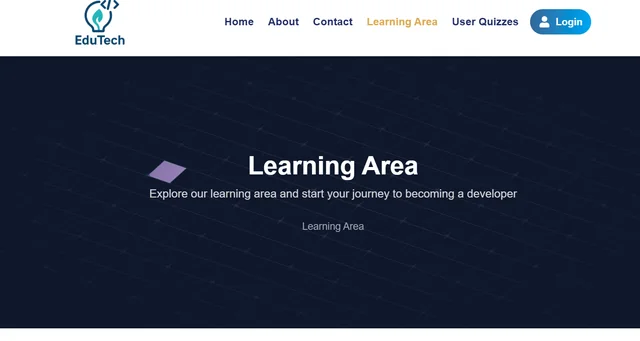 </>
EduTech
Home About Contact Learning Area User Quizzes Login
Learning Area
Explore our learning area and start your journey to becoming a developer
Learning Area